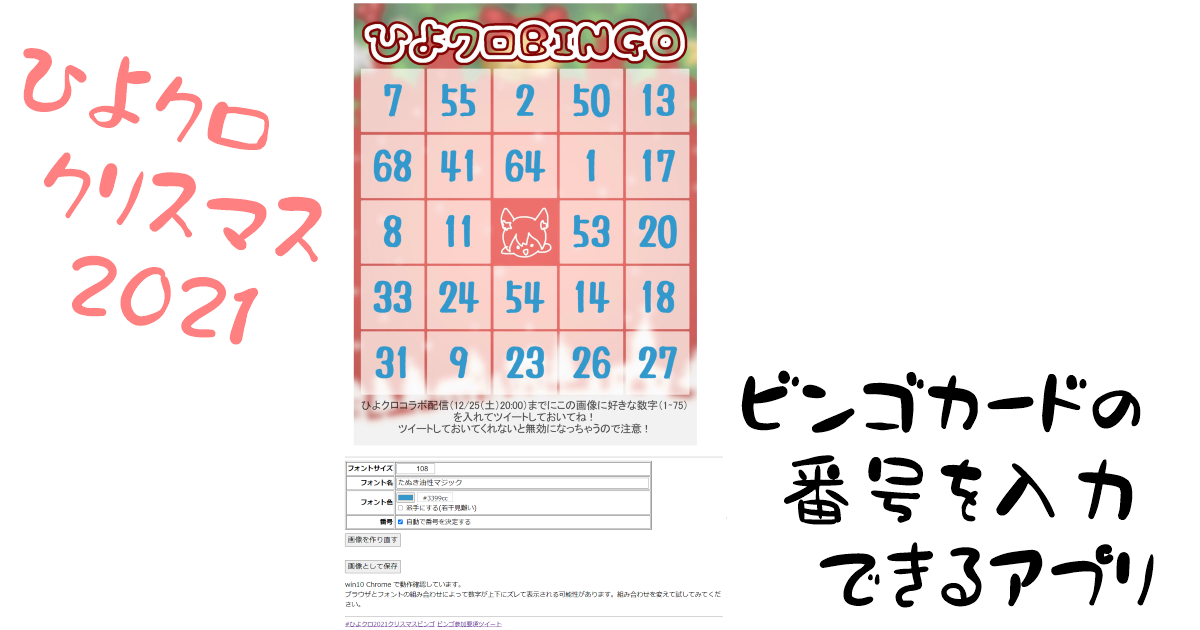 ひよクロ
クリスマス
2021
ひよクロBINGO
7 55 2 50 13
68 41 64 1 17
8 11 53 20
33 24 54 14 18
31 9 23 26 27
ひよクロコラボ配信(12/25(土)20:00)までにこの画像に好きな数字(1-75)
を入れてツイートしておいてね！
ツイートしておいてくれないと無効になっちゃうので注意！
フォントサイズ 108
フォント名 たぬき油性マジック
フォント色 #3399cc
派手にする(若干見難い)
番号 自動で番号を決定する
画像を作り直す
画像として保存
win10 Chrome で動作確認しています。
ブラウザとフォントの組み合わせによって数字が上下にズレて表示される可能性があります。組み合わせを変えて試してみてくだ
さい。
#ひよクロ2021クリスマスビンゴ ビンゴ参加要項ツイート
ビンゴカードの
番号を入力
できるアプリ